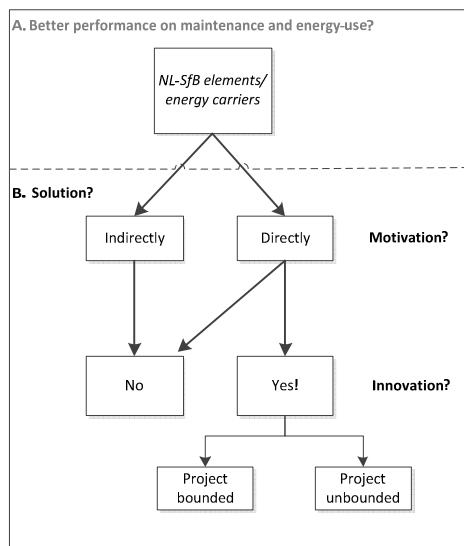 A. Better performance on maintenance and energy-use?
NL-SfB elements/
energy carriers
B. Solution?
Indirectly
Directly
Motivation?
No
Yes!
Innovation?
Project
bounded
Project
unbounded